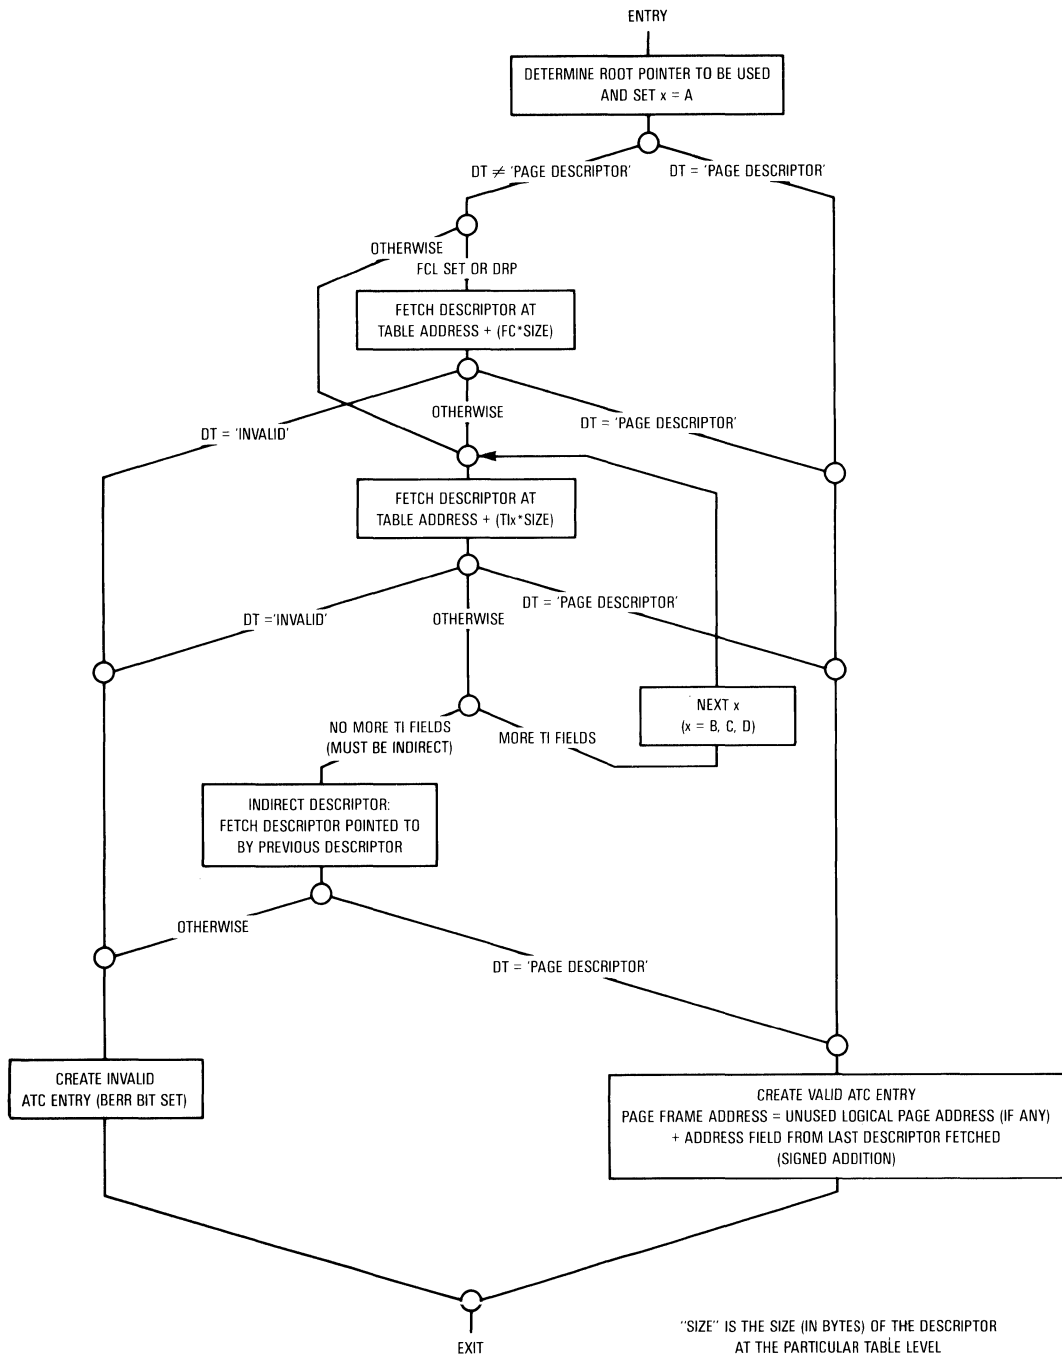 ENTRY
DETERMINE ROOT POINTER TO BE USED
AND SET x = A
DT ≠ 'PAGE DESCRIPTOR'
DT = 'PAGE DESCRIPTOR'
OTHERWISE
FCL SET OR DRP
FETCH DESCRIPTOR AT
TABLE ADDRESS + (FC*SIZE)
DT = 'INVALID'
OTHERWISE
DT = 'PAGE DESCRIPTOR'
FETCH DESCRIPTOR AT
TABLE ADDRESS + (TIx*SIZE)
DT ='INVALID'
OTHERWISE
DT = 'PAGE DESCRIPTOR'
NEXT x
(x = B, C, D)
NO MORE TI FIELDS
(MUST BE INDIRECT)
MORE TI FIELDS
INDIRECT DESCRIPTOR:
FETCH DESCRIPTOR POINTED TO
BY PREVIOUS DESCRIPTOR
OTHERWISE
DT = 'PAGE DESCRIPTOR'
CREATE INVALID
ATC ENTRY (BERR BIT SET)
CREATE VALID ATC ENTRY
PAGE FRAME ADDRESS = UNUSED LOGICAL PAGE ADDRESS (IF ANY)
+ ADDRESS FIELD FROM LAST DESCRIPTOR FETCHED
(SIGNED ADDITION)
EXIT
"SIZE" IS THE SIZE (IN BYTES) OF THE DESCRIPTOR
AT THE PARTICULAR TABLE LEVEL